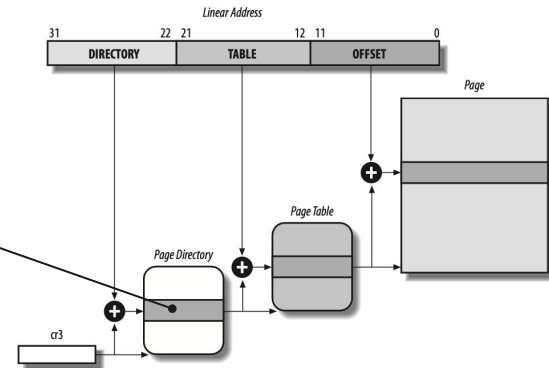 Linear Address
31 22 21 12 11 0
DIRECTORY TABLE OFFSET
Page
Page Table
Page Directory
cr3